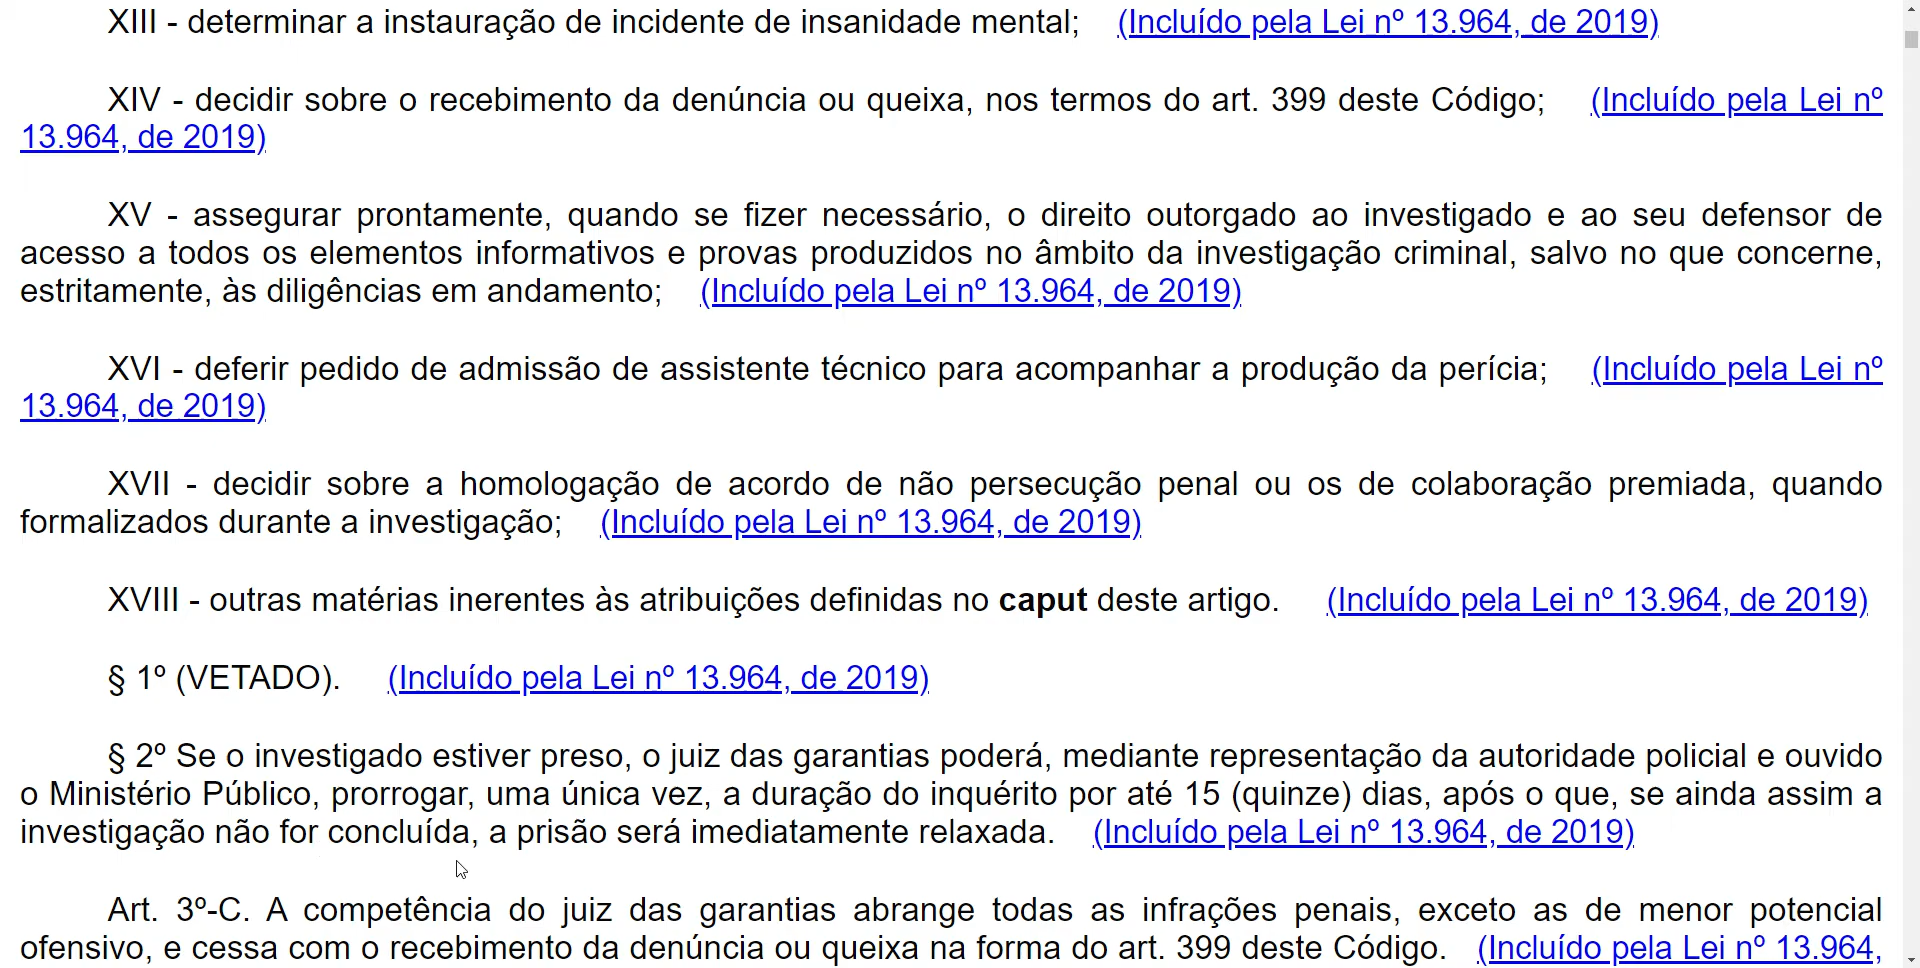 XIII - determinar a instauração de incidente de insanidade mental; (Incluído pela Lei nº 13.964, de 2019)
XIV - decidir sobre o recebimento da denúncia ou queixa, nos termos do art. 399 deste Código; (Incluído pela Lei nº
13.964, de 2019)
XV - assegurar prontamente, quando se fizer necessário, o direito outorgado ao investigado e ao seu defensor de
acesso a todos os elementos informativos e provas produzidos no âmbito da investigação criminal, salvo no que concerne,
estritamente, às diligências em andamento; (Incluído pela Lei nº 13.964, de 2019)
XVI - deferir pedido de admissão de assistente técnico para acompanhar a produção da perícia; (Incluído pela Lei nº
13.964, de 2019)
XVII - decidir sobre a homologação de acordo de não persecução penal ou os de colaboração premiada, quando
formalizados durante a investigação; (Incluído pela Lei nº 13.964, de 2019)
XVIII - outras matérias inerentes às atribuições definidas no caput deste artigo. (Incluído pela Lei nº 13.964, de 2019)
§ 1º (VETADO). (Incluído pela Lei nº 13.964, de 2019)
§ 2º Se o investigado estiver preso, o juiz das garantias poderá, mediante representação da autoridade policial e ouvido
o Ministério Público, prorrogar, uma única vez, a duração do inquérito por até 15 (quinze) dias, após o que, se ainda assim a
investigação não for concluída, a prisão será imediatamente relaxada. (Incluído pela Lei nº 13.964, de 2019)
Art. 3º-C. A competência do juiz das garantias abrange todas as infrações penais, exceto as de menor potencial
ofensivo, e cessa com o recebimento da denúncia ou queixa na forma do art. 399 deste Código. (Incluído pela Lei nº 13.964,